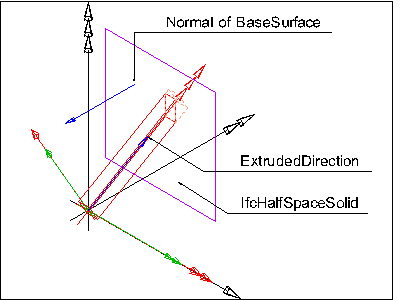 Normal of BaseSurface
ExtrudedDirection
IfcHalfSpaceSolid